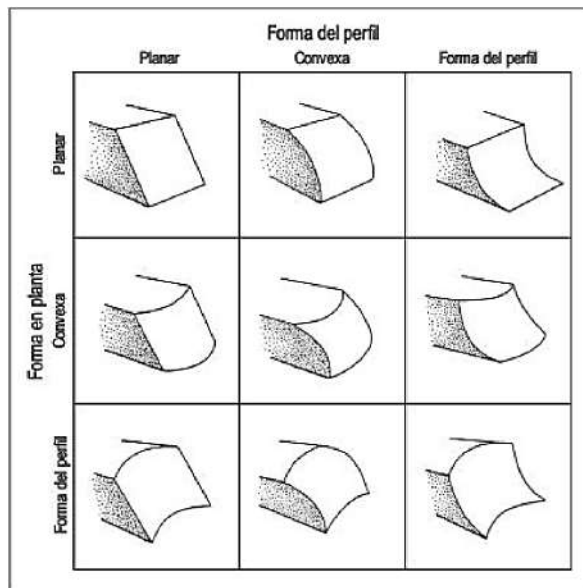 Forma del perfil
Planar
Convexa
Forma del perfil
Forma en planta
Planar
Convexa
Forma del perfil